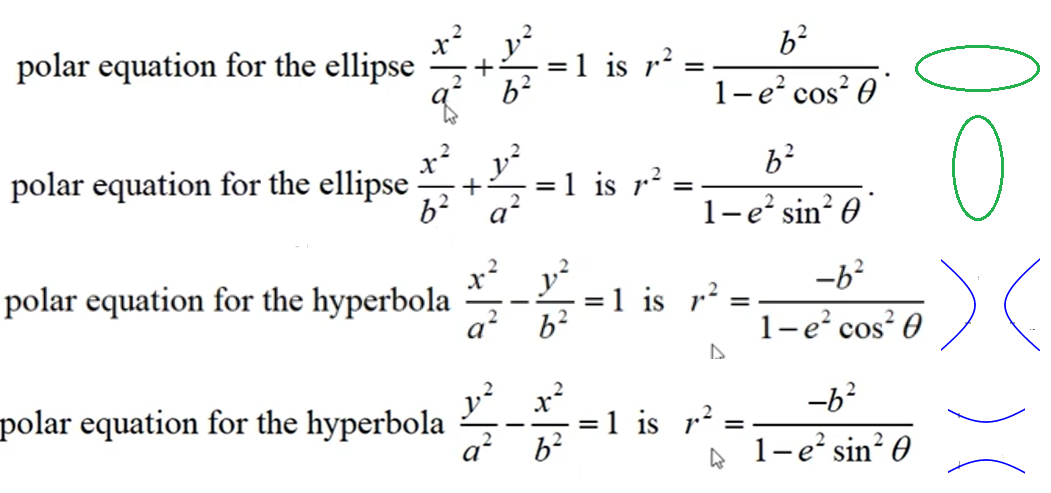 polar equation for the ellipse x²/a² + y²/b² = 1 is r² = b²/(1 − e² cos² θ).
polar equation for the ellipse x²/b² + y²/a² = 1 is r² = b²/(1 − e² sin² θ).
polar equation for the hyperbola x²/a² − y²/b² = 1 is r² = −b²/(1 − e² cos² θ)
polar equation for the hyperbola y²/a² − x²/b² = 1 is r² = −b²/(1 − e² sin² θ)